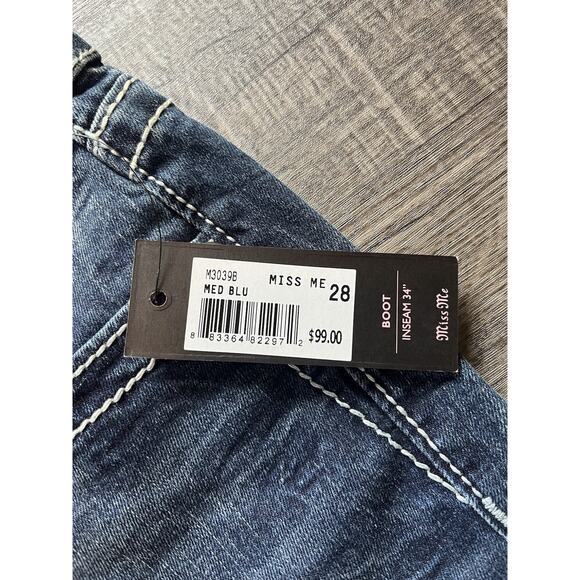 M3039B MISS ME
MED BLU 28
8 83364 82297 2
$99.00
BOOT
INSEAM 34"
Miss Me